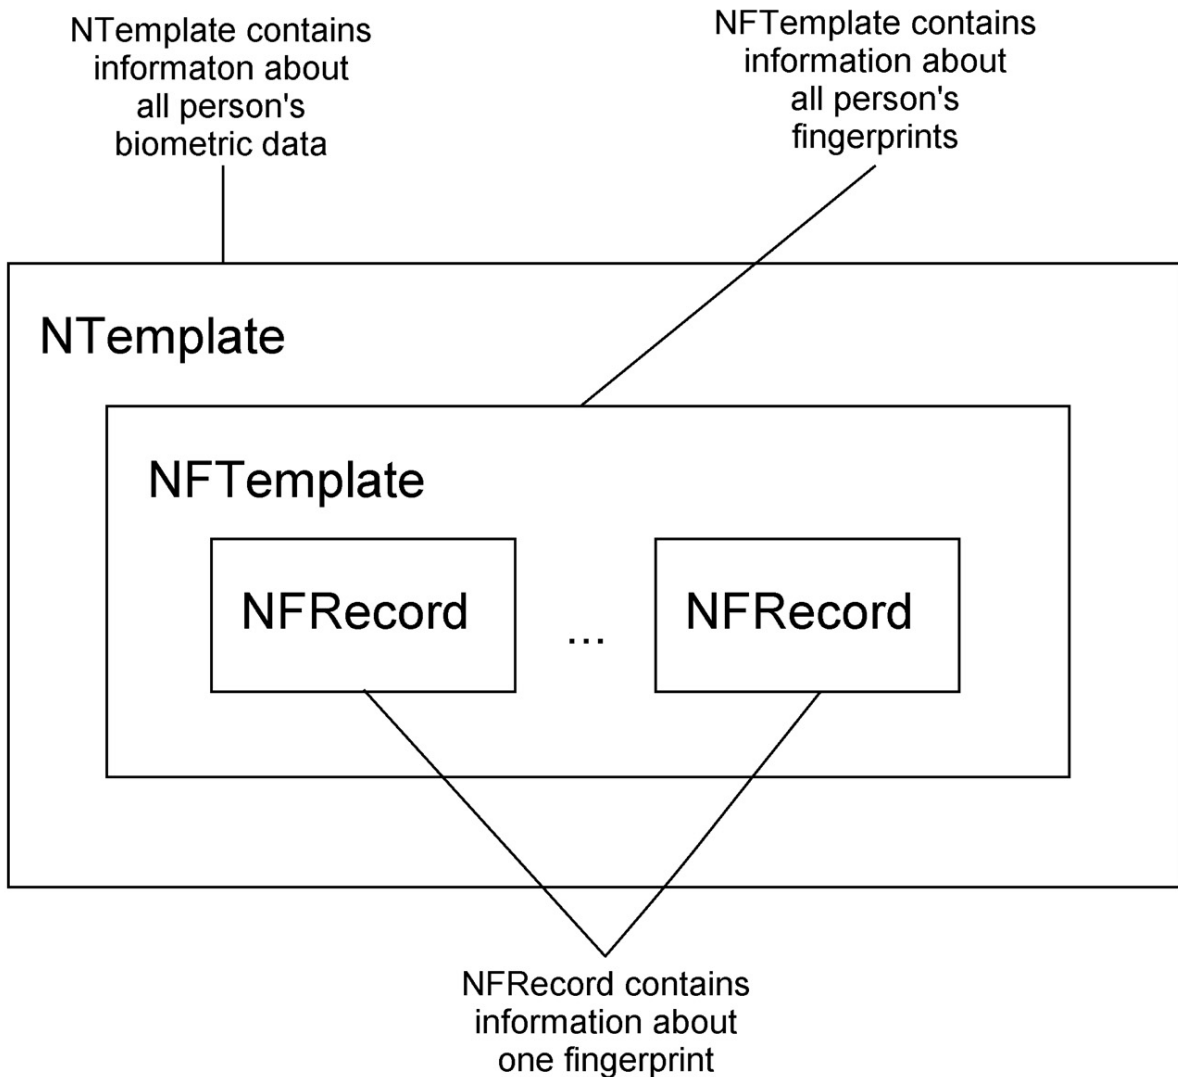 NTemplate contains
informaton about
all person's
biometric data
NFTemplate contains
information about
all person's
fingerprints
NTemplate
NFTemplate
NFRecord
...
NFRecord
NFRecord contains
information about
one fingerprint